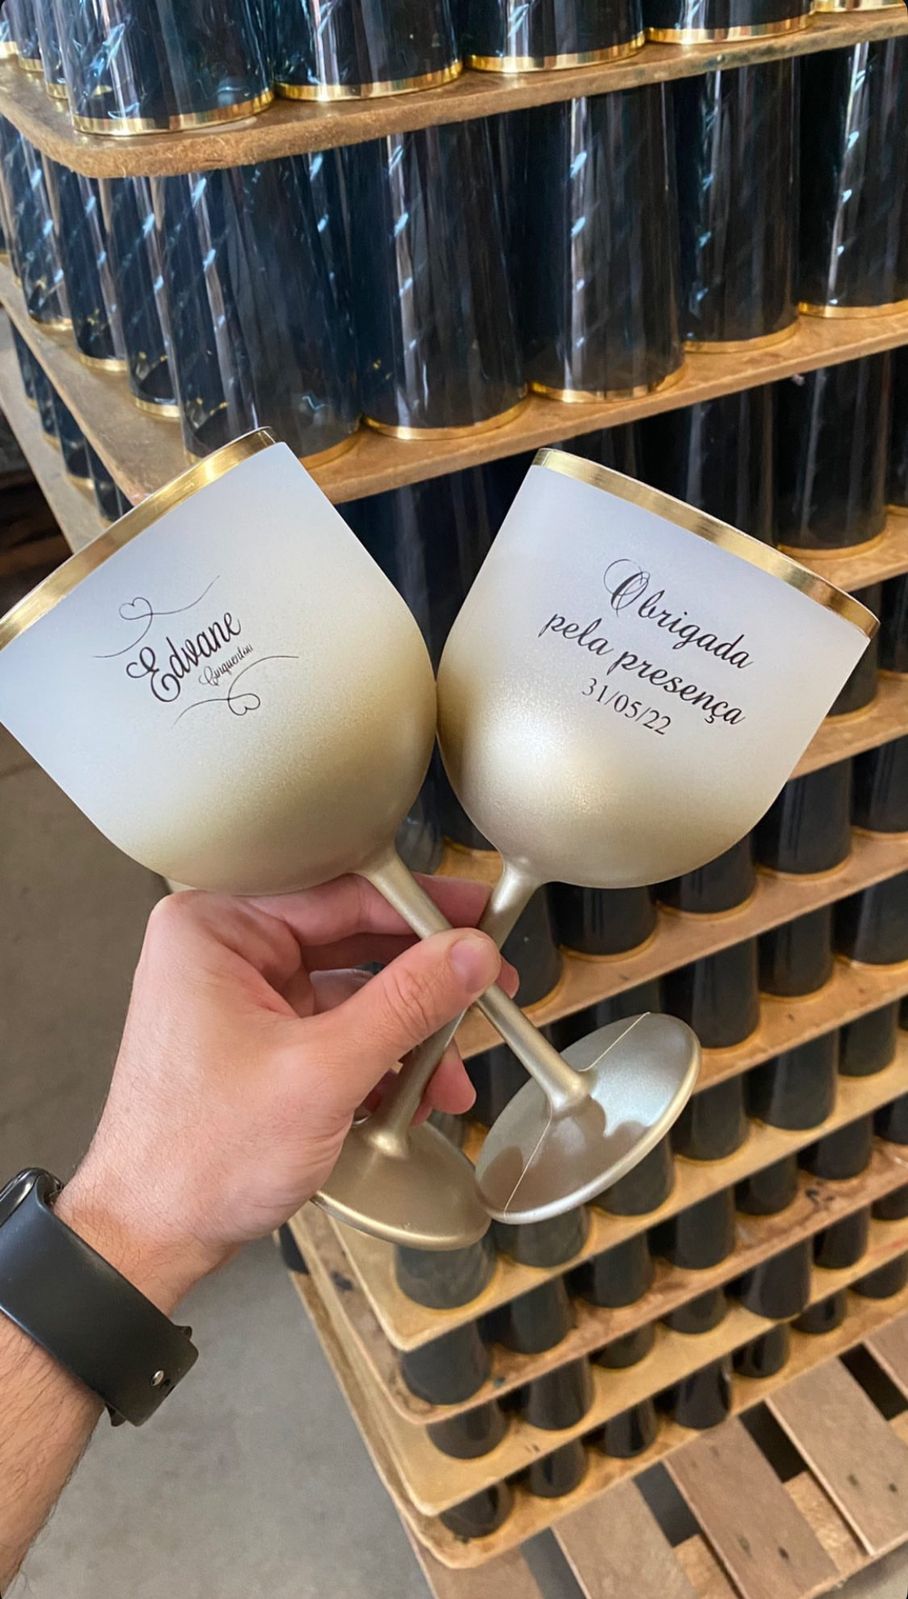 Edvane
Cinquentou
Obrigada
pela presença
31/05/22